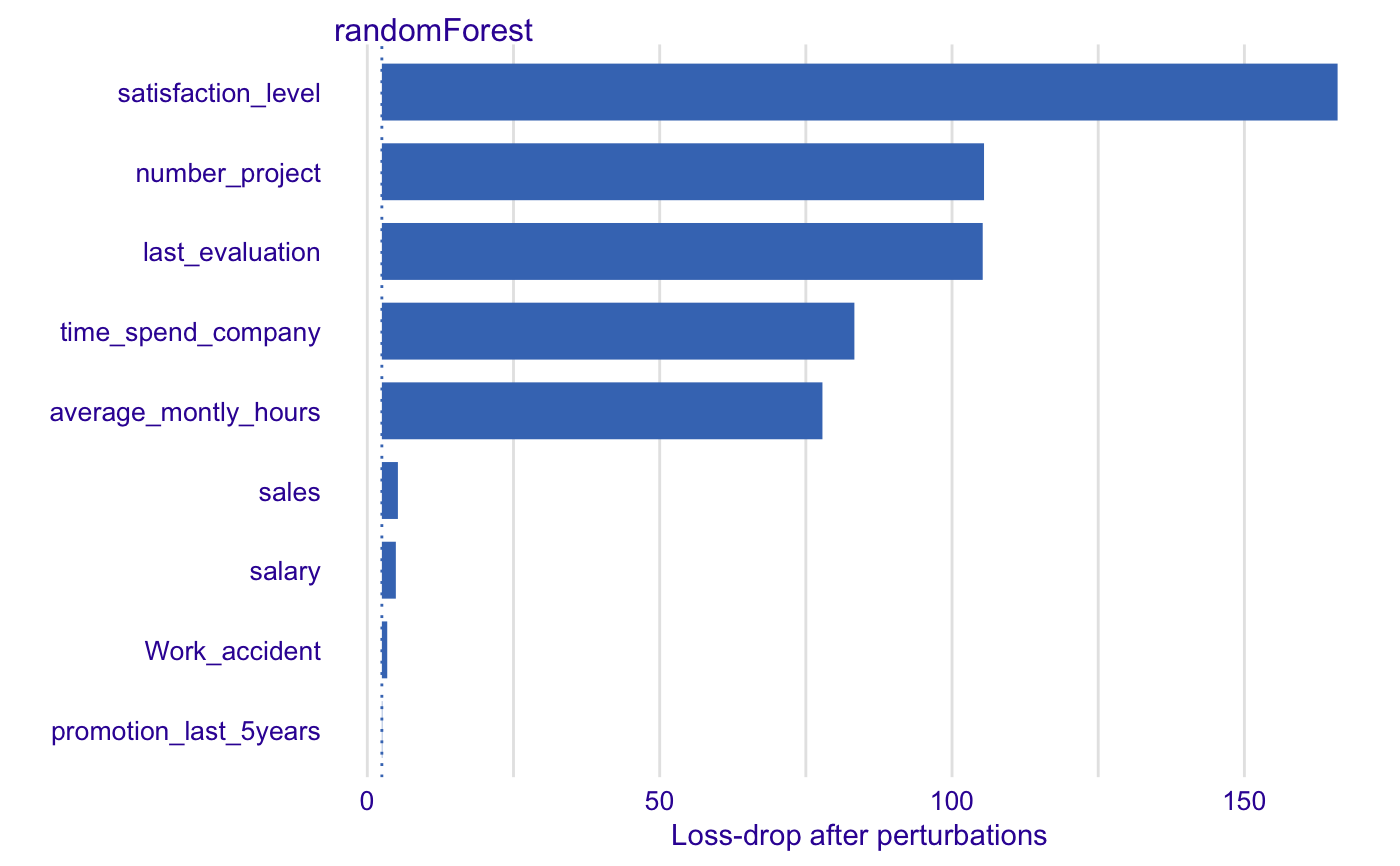 randomForest
satisfaction_level
number_project
last_evaluation
time_spend_company
average_montly_hours
sales
salary
Work_accident
promotion_last_5years
0 50 100 150
Loss-drop after perturbations